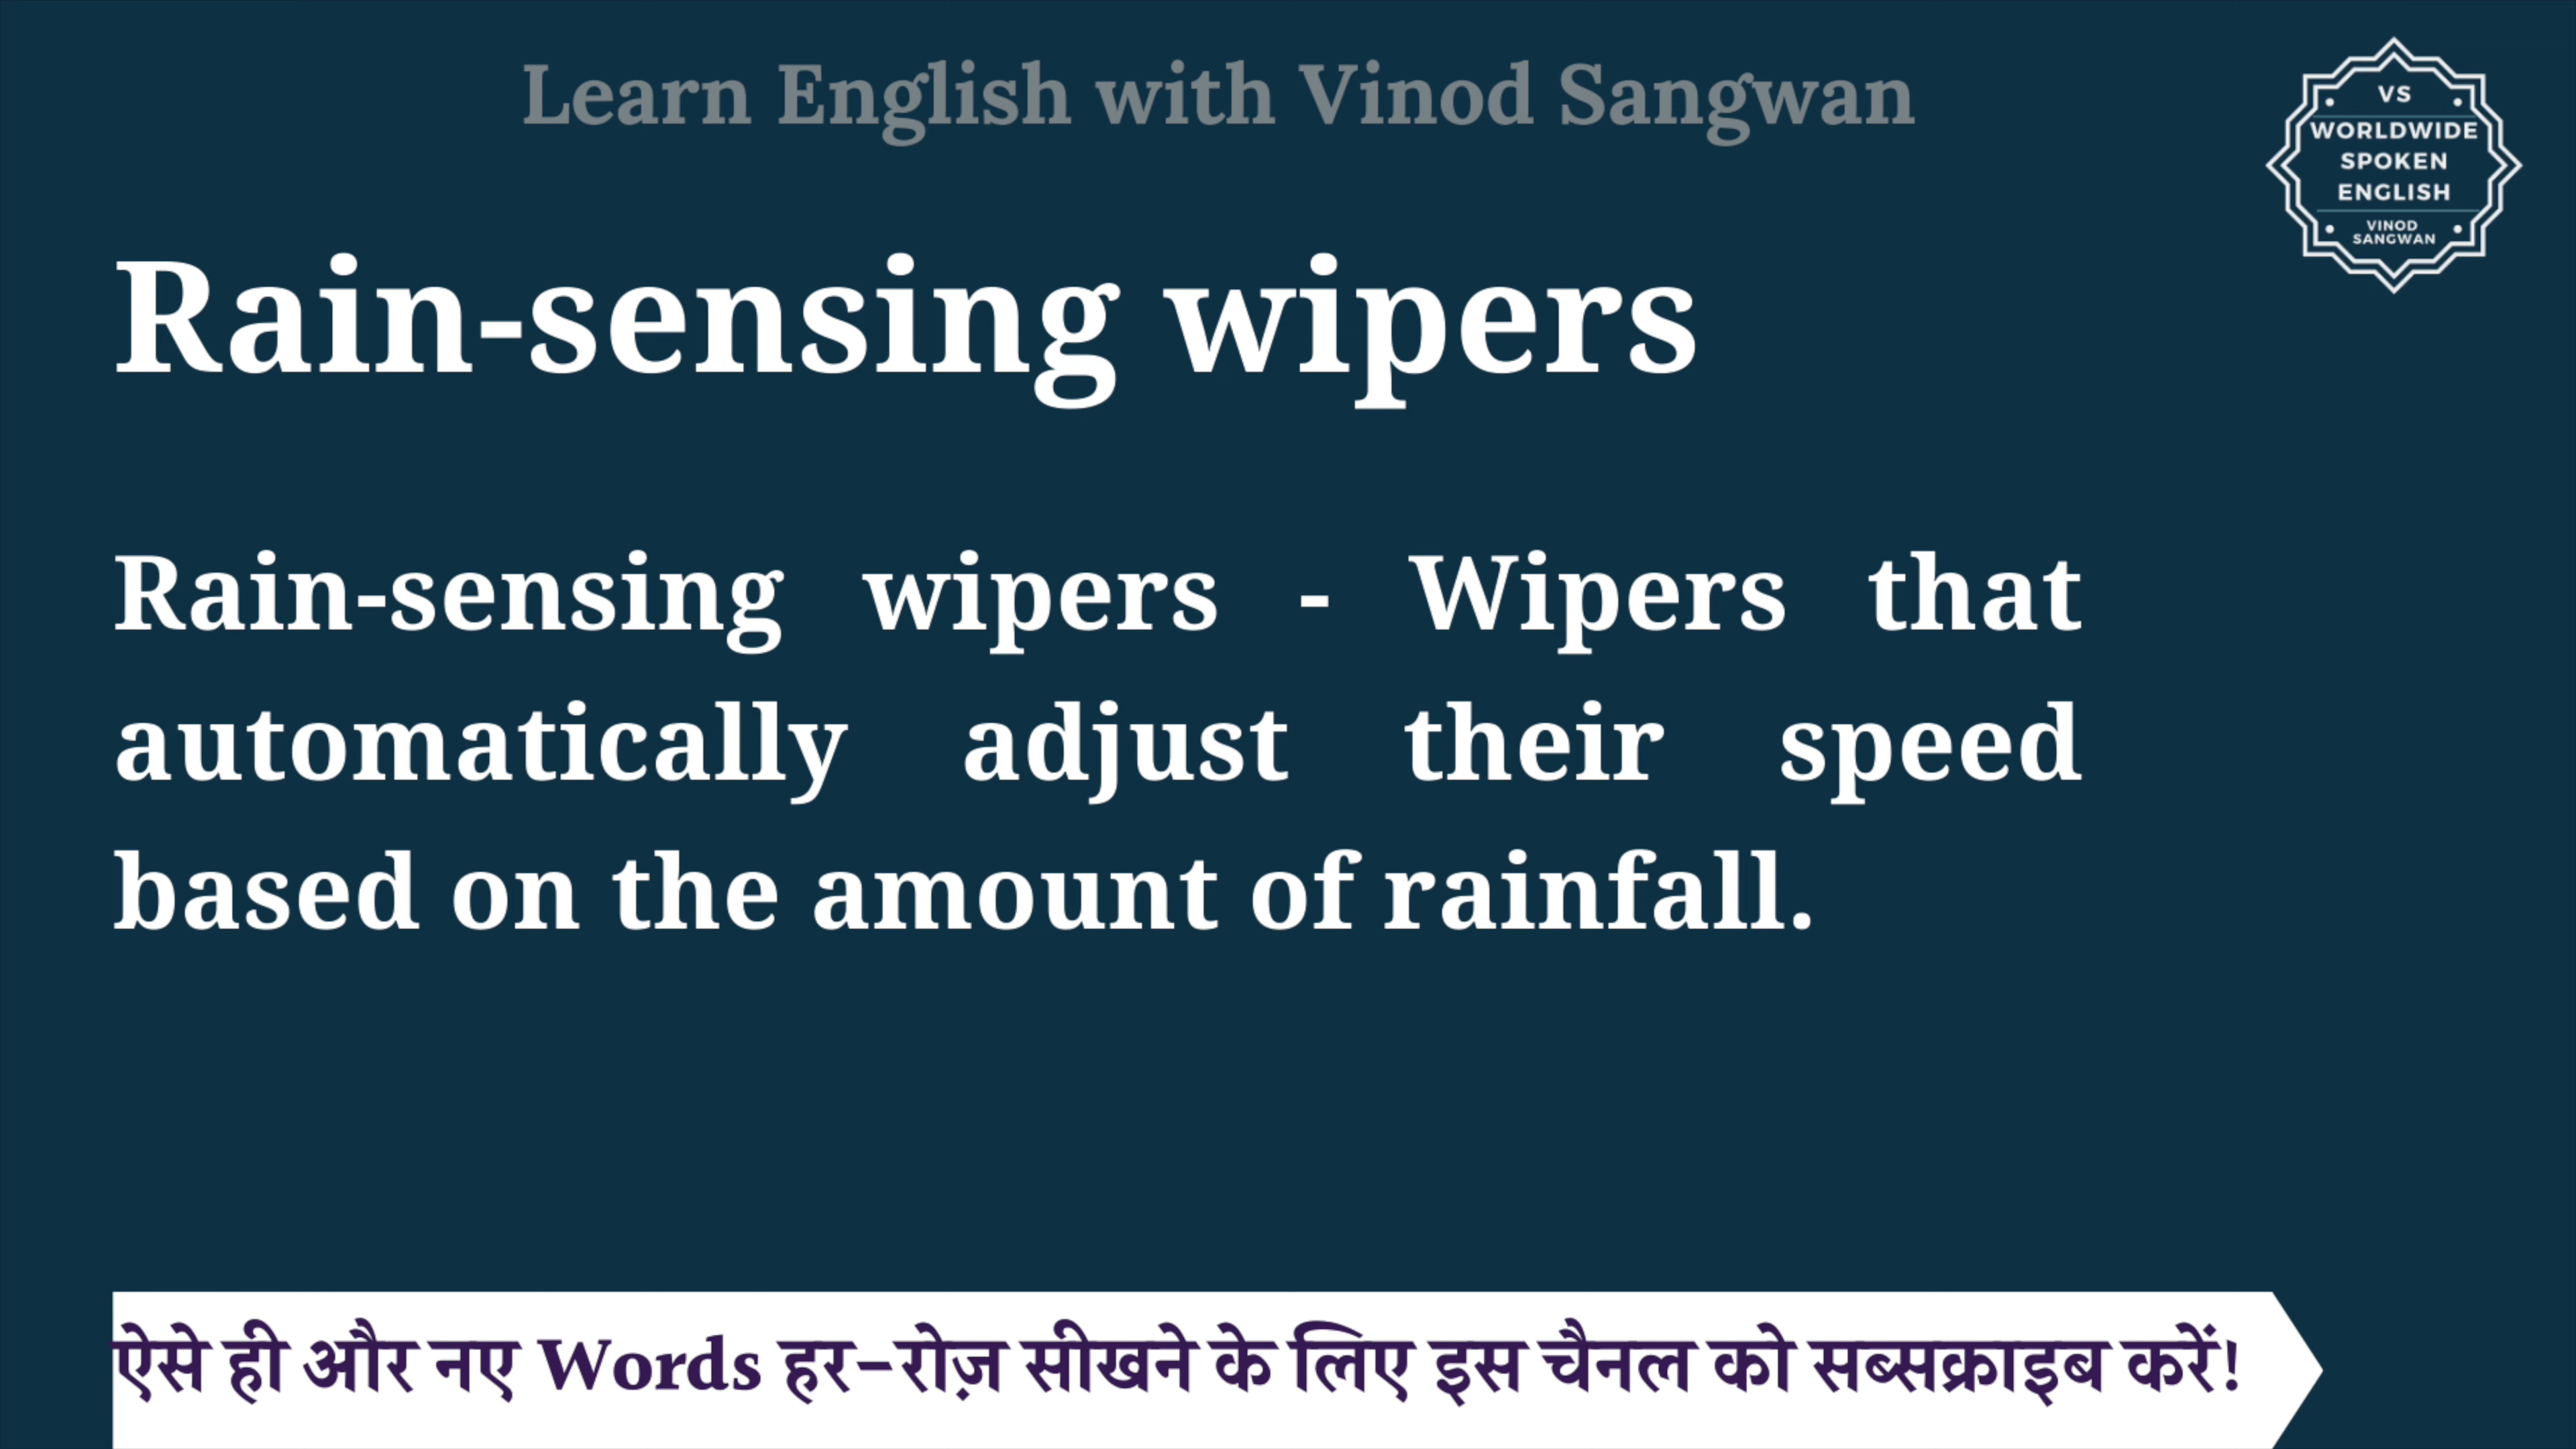 Learn English with Vinod Sangwan
VS
WORLDWIDE
SPOKEN
ENGLISH
VINOD
SANGWAN
Rain-sensing wipers
Rain-sensing wipers - Wipers that
automatically adjust their speed
based on the amount of rainfall.
ऐसे ही और नए Words हर-रोज़ सीखने के लिए इस चैनल को सब्सक्राइब करें!